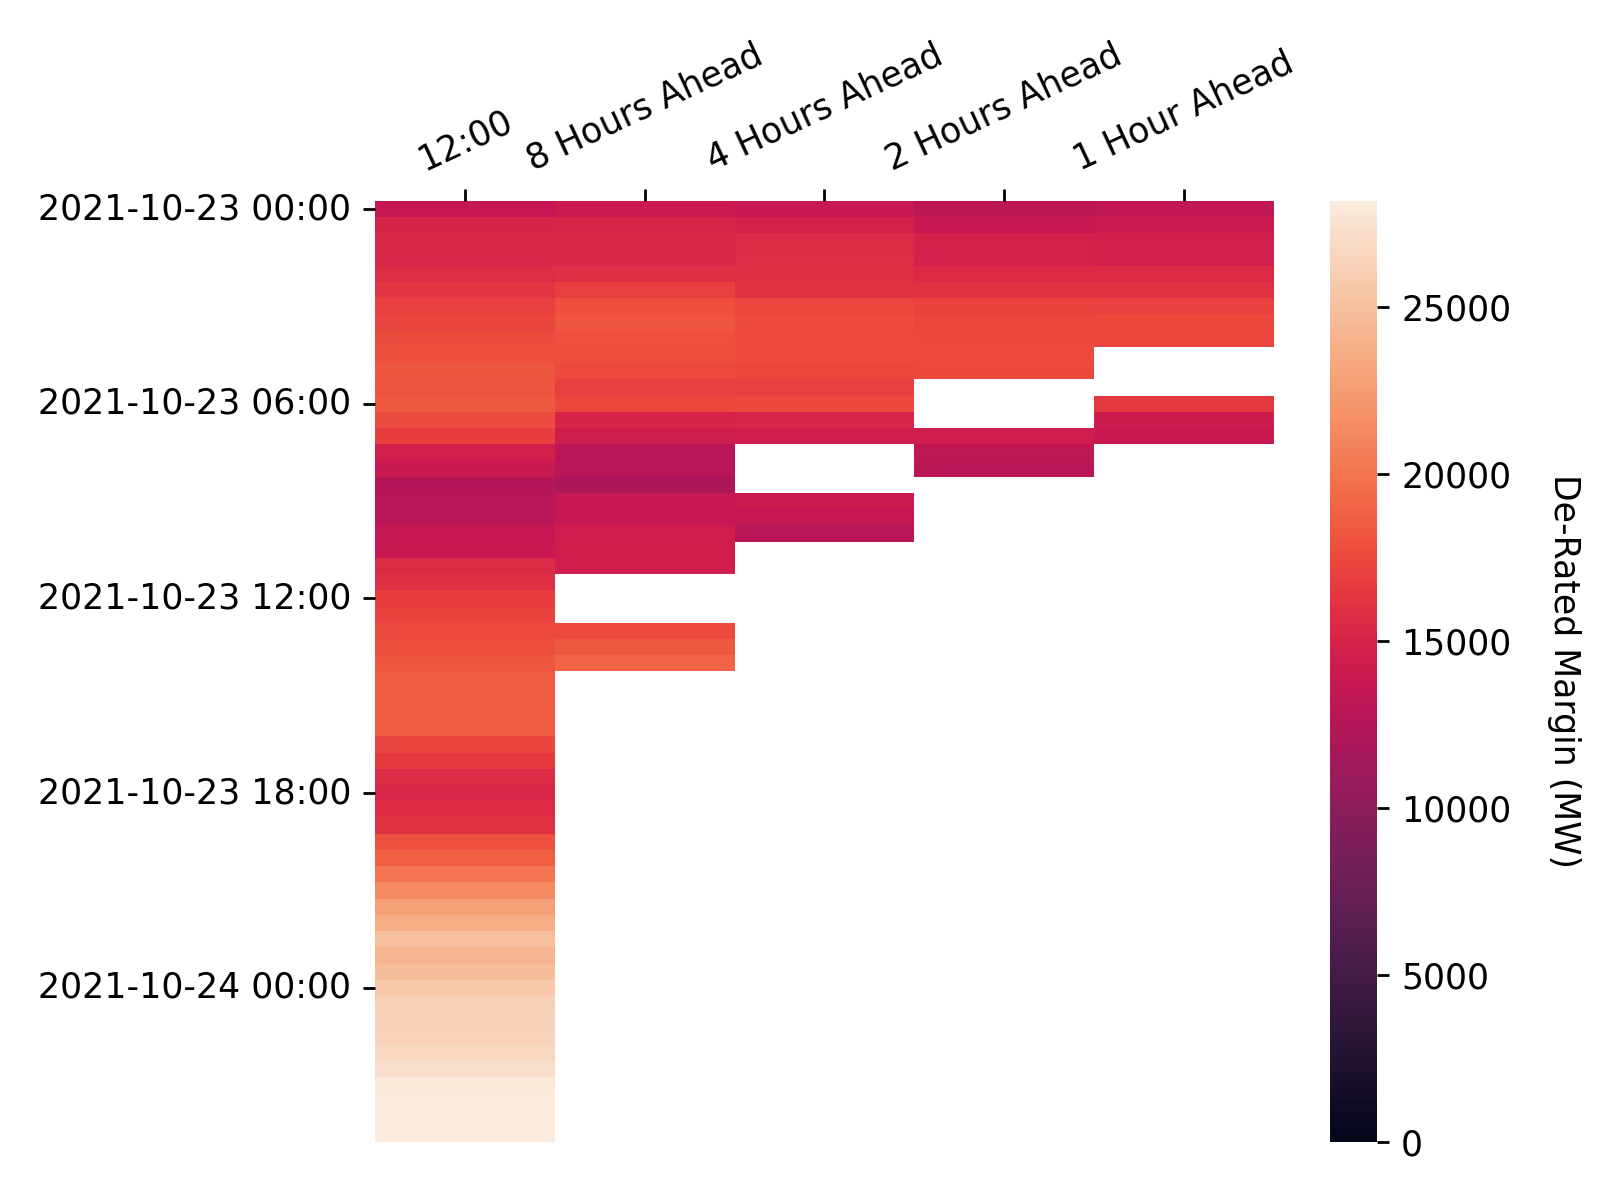 12:00
8 Hours Ahead
4 Hours Ahead
2 Hours Ahead
1 Hour Ahead
2021-10-23 00:00
2021-10-23 06:00
2021-10-23 12:00
2021-10-23 18:00
2021-10-24 00:00
25000
20000
15000
10000
5000
0
De-Rated Margin (MW)